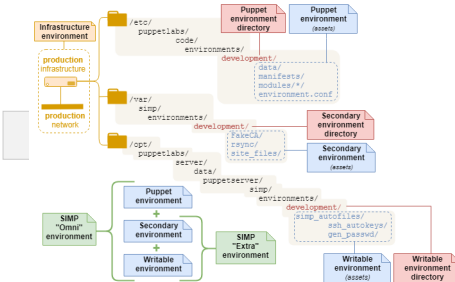 Infrastructure
environment
production
infrastructure
production
network
/etc/
puppetlabs/
code/
environments/
development/
data/
manifests/
modules/*/
environment.conf
Puppet
environment
directory
Puppet
environment
(assets)
/var/
simp/
environments/
development/
FakeCA/
rsync/
site_files/
Secondary
environment
directory
Secondary
environment
(assets)
/opt/
puppetlabs/
server/
data/
puppetserver/
simp/
environments/
development/
simp_autofiles/
ssh_autokeys/
gen_passwd/
Writable
environment
(assets)
Writable
environment
directory
SIMP
"Omni"
environment
Puppet
environment
+
Secondary
environment
+
Writable
environment
SIMP
"Extra"
environment